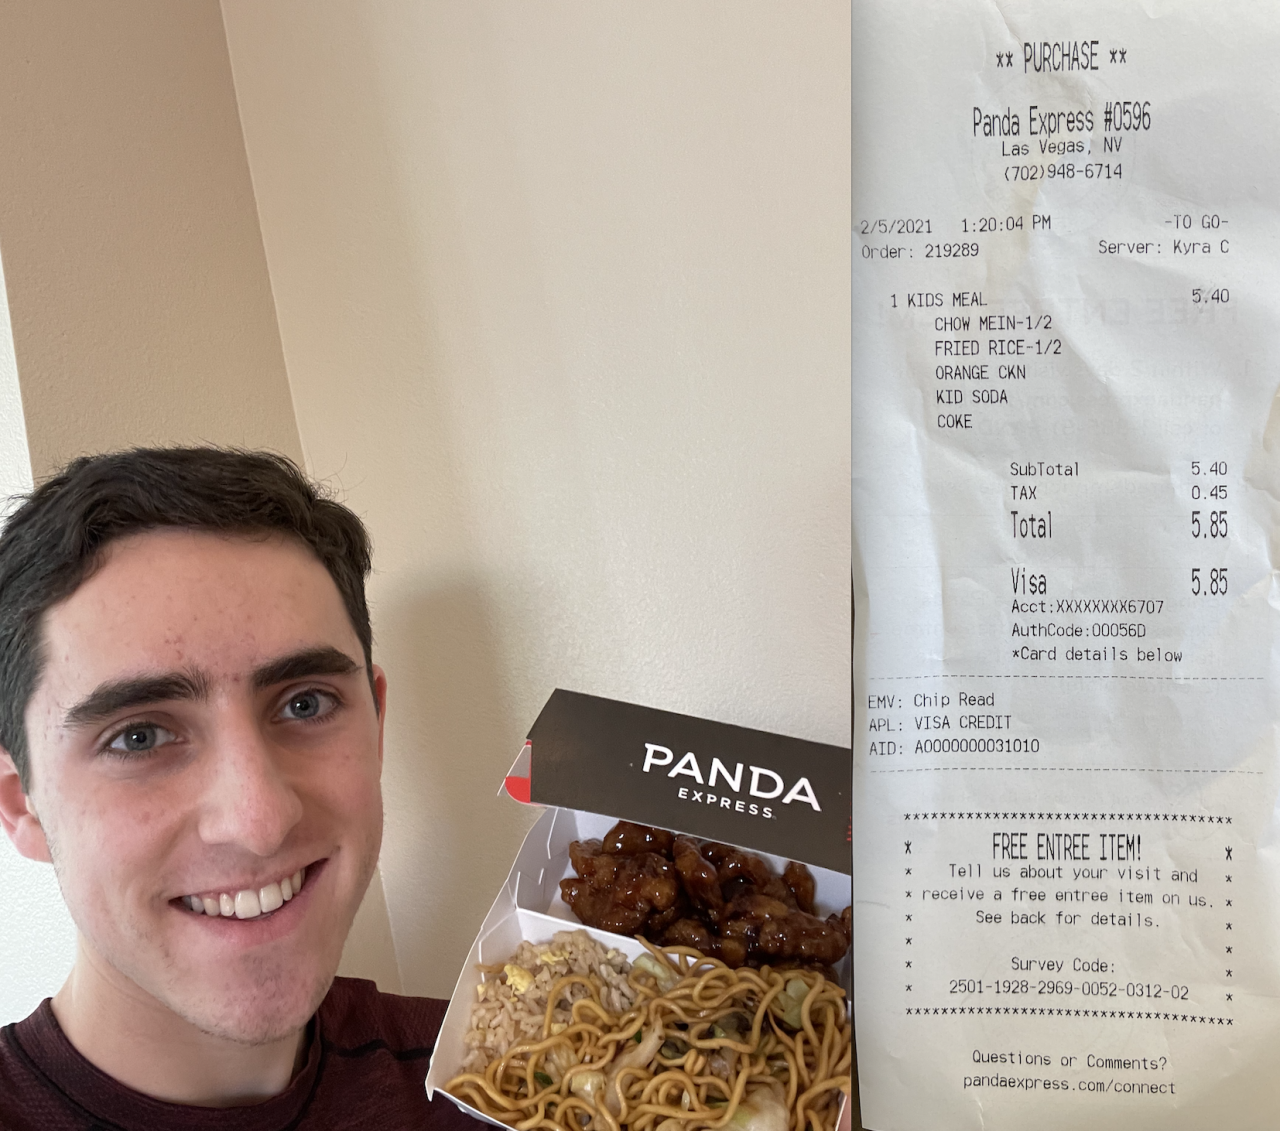 PANDA
EXPRESS
** PURCHASE **
Panda Express #0596
Las Vegas, NV
(702)948-6714
2/5/2021 1:20:04 PM -TO GO-
Order: 219289 Server: Kyra C
1 KIDS MEAL 5.40
CHOW MEIN-1/2
FRIED RICE-1/2
ORANGE CKN
KID SODA
COKE
SubTotal 5.40
TAX 0.45
Total 5.85
Visa 5.85
Acct:XXXXXXXX6707
AuthCode:00056D
*Card details below
EMV: Chip Read
APL: VISA CREDIT
AID: A0000000031010
***********************************
* FREE ENTREE ITEM! *
* Tell us about your visit and *
* receive a free entree item on us. *
* See back for details. *
* *
* Survey Code: *
* 2501-1928-2969-0052-0312-02 *
***********************************
Questions or Comments?
pandaexpress.com/connect